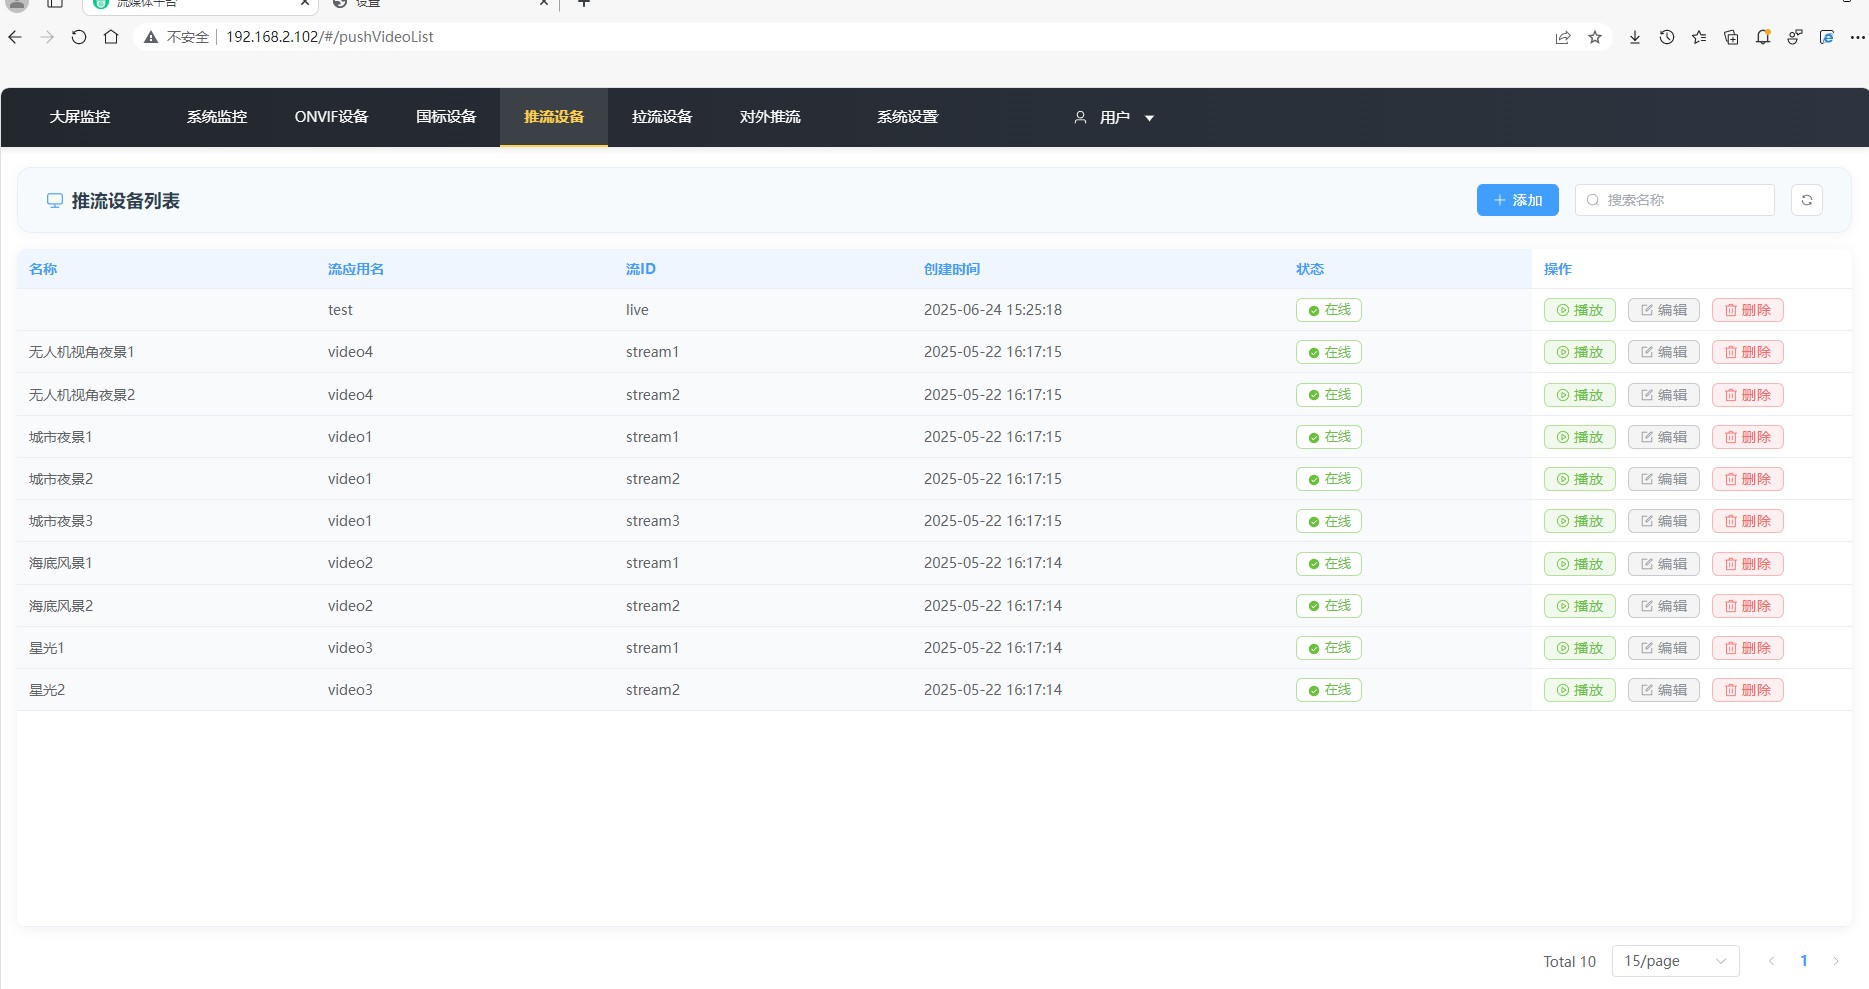 流媒体平台
设置
不安全 192.168.2.102/#/pushVideoList
大屏监控 系统监控 ONVIF设备 国标设备 推流设备 拉流设备 对外推流 系统设置 用户
推流设备列表 添加 搜索名称
名称 流应用名 流ID 创建时间 状态 操作
test live 2025-06-24 15:25:18 在线 播放 编辑 删除
无人机视角夜景1 video4 stream1 2025-05-22 16:17:15 在线 播放 编辑 删除
无人机视角夜景2 video4 stream2 2025-05-22 16:17:15 在线 播放 编辑 删除
城市夜景1 video1 stream1 2025-05-22 16:17:15 在线 播放 编辑 删除
城市夜景2 video1 stream2 2025-05-22 16:17:15 在线 播放 编辑 删除
城市夜景3 video1 stream3 2025-05-22 16:17:15 在线 播放 编辑 删除
海底风景1 video2 stream1 2025-05-22 16:17:14 在线 播放 编辑 删除
海底风景2 video2 stream2 2025-05-22 16:17:14 在线 播放 编辑 删除
星光1 video3 stream1 2025-05-22 16:17:14 在线 播放 编辑 删除
星光2 video3 stream2 2025-05-22 16:17:14 在线 播放 编辑 删除
Total 10 15/page 1